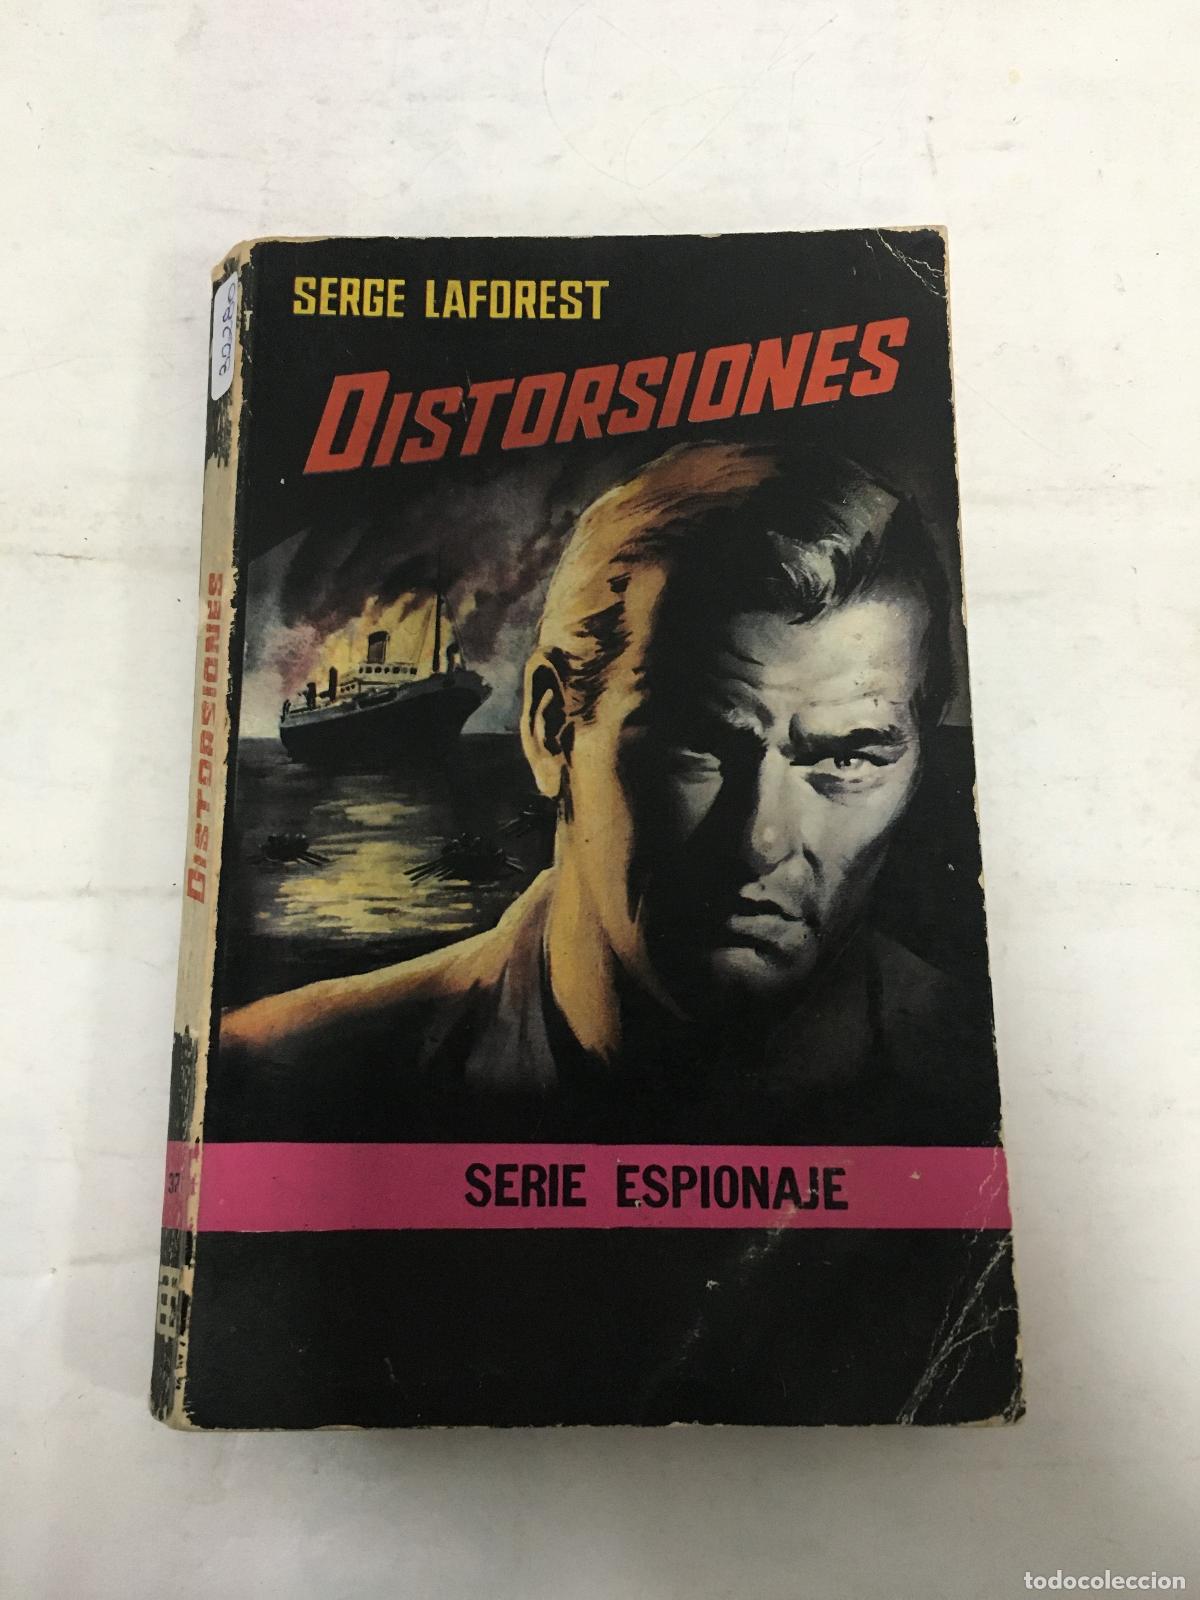 SERGE LAFOREST
DISTORSIONES
SERIE ESPIONAJE
DISTORSIONES
37
T
todocoleccion